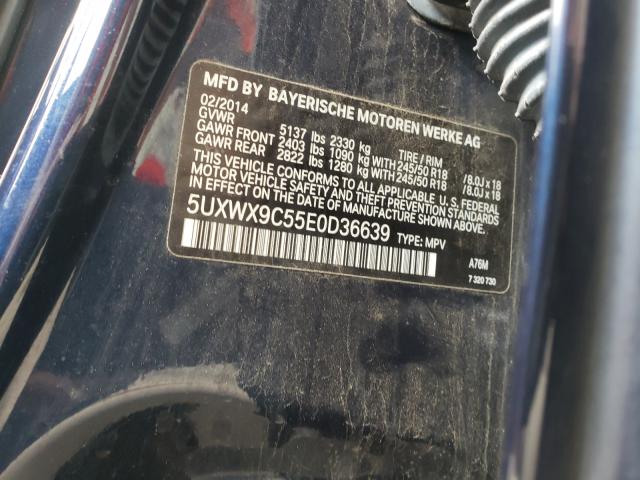 MFD BY BAYERISCHE MOTOREN WERKE AG
02/2014
GVWR 5137 lbs 2330 kg TIRE / RIM
GAWR FRONT 2403 lbs 1090 kg WITH 245/50 R18 /8.0J x 18
GAWR REAR 2822 lbs 1280 kg WITH 245/50 R18 /8.0J x 18
THIS VEHICLE CONFORMS TO ALL APPLICABLE U. S. FEDERAL
MOTOR VEHICLE SAFETY AND THEFT PREVENTION STANDARDS
IN EFFECT ON THE DATE OF MANUFACTURE SHOWN ABOVE.
5UXWX9C55E0D36639 TYPE: MPV
A76M
7 320 730